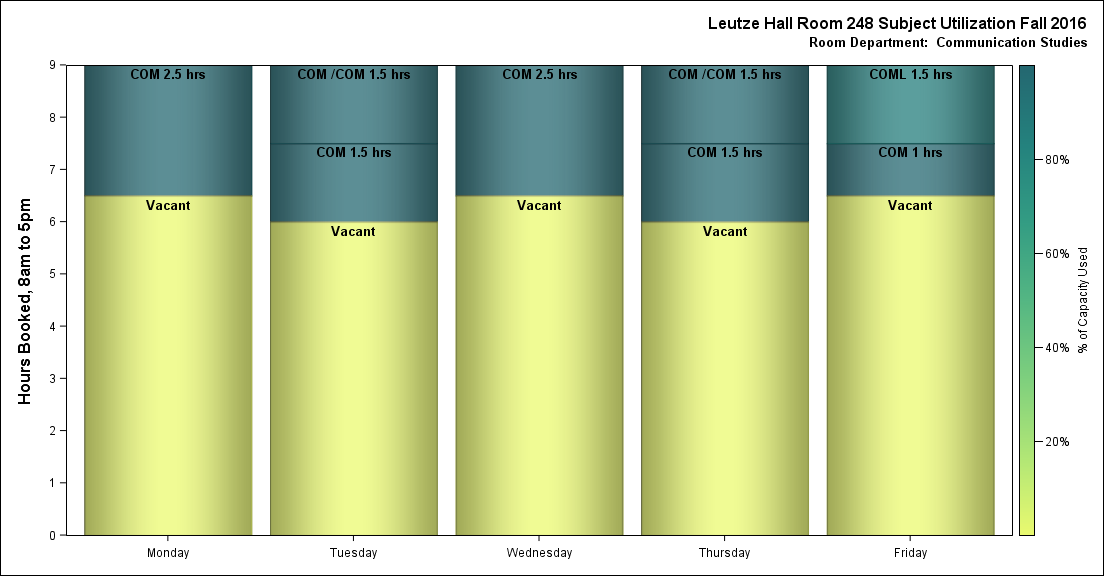 Leutze Hall Room 248 Subject Utilization Fall 2016
Room Department:  Communication Studies
Hours Booked, 8am to 5pm
9
8
7
6
5
4
3
2
1
0
COM 2.5 hrs
Vacant
COM /COM 1.5 hrs
COM 1.5 hrs
Vacant
COM 2.5 hrs
Vacant
COM /COM 1.5 hrs
COM 1.5 hrs
Vacant
COML 1.5 hrs
COM 1 hrs
Vacant
Monday
Tuesday
Wednesday
Thursday
Friday
80%
60%
40%
20%
% of Capacity Used